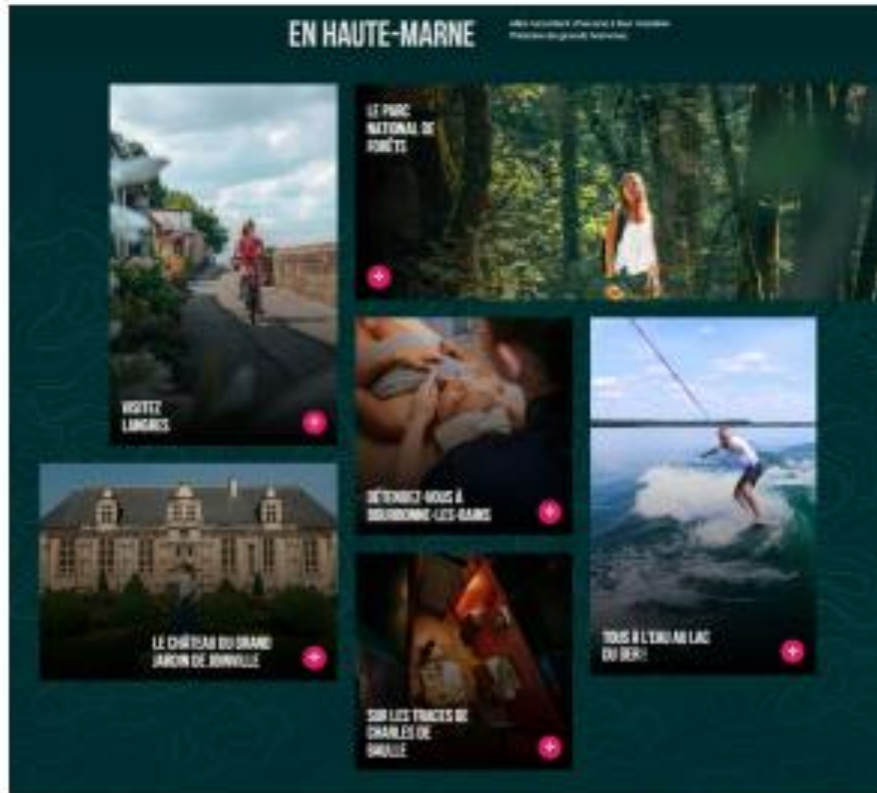 EN HAUTE-MARNE
LE PARC
NATIONAL DE
FORÊTS
VISITEZ
LANGRES
DÉTENDEZ-VOUS À
BOURBONNE-LES-BAINS
TOUS À L'EAU AU LAC
DU DER !
LE CHÂTEAU DU GRAND
JARDIN DE JOINVILLE
SUR LES TRACES DE
CHARLES DE
GAULLE